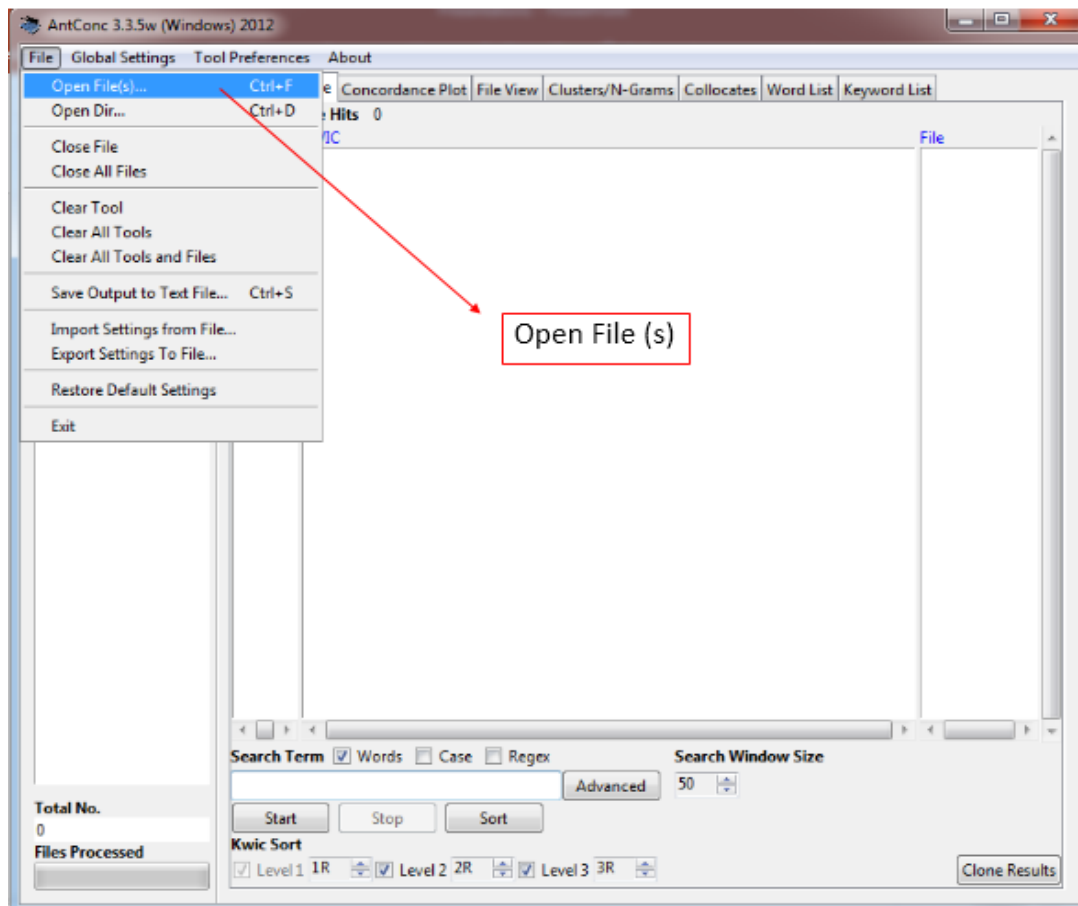 AntConc 3.3.5w (Windows) 2012
File Global Settings Tool Preferences About
Open File(s)... Ctrl+F
Open Dir... Ctrl+D
Close File
Close All Files
Clear Tool
Clear All Tools
Clear All Tools and Files
Save Output to Text File... Ctrl+S
Import Settings from File...
Export Settings To File...
Restore Default Settings
Exit
e Concordance Plot File View Clusters/N-Grams Collocates Word List Keyword List
Hits 0
File
Open File (s)
Search Term Words Case Regex Search Window Size
Advanced 50
Total No.
0
Files Processed
Start Stop Sort
Kwic Sort
Level 1 1R Level 2 2R Level 3 3R
Clone Results